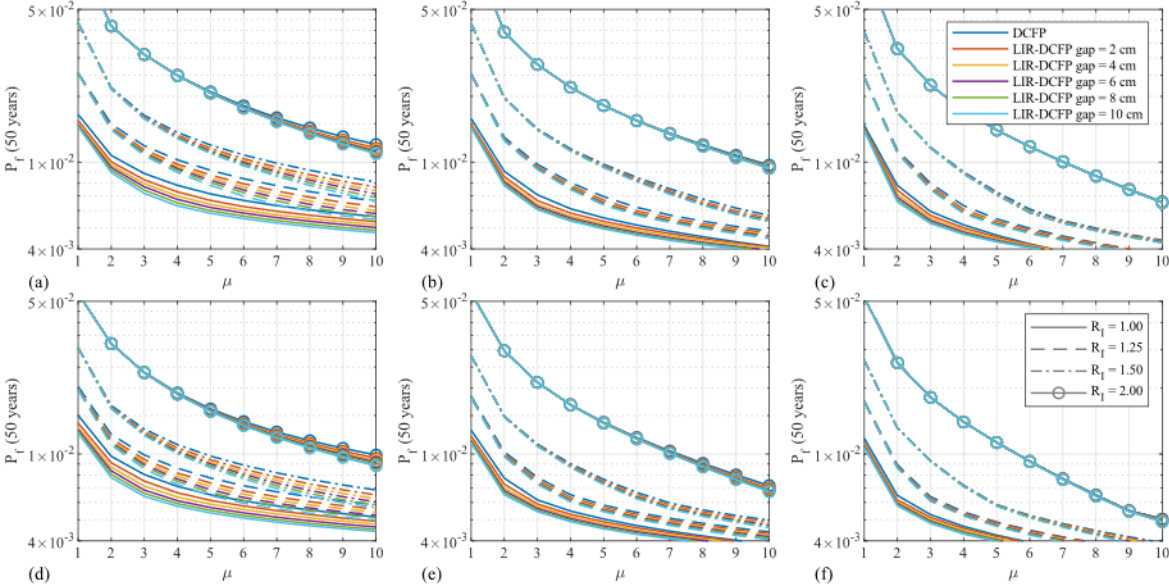 5×10⁻²
1×10⁻²
4×10⁻³
P_f (50 years)
1 2 3 4 5 6 7 8 9 10
μ
(a)
5×10⁻²
1×10⁻²
4×10⁻³
P_f (50 years)
1 2 3 4 5 6 7 8 9 10
μ
(b)
5×10⁻²
1×10⁻²
4×10⁻³
P_f (50 years)
1 2 3 4 5 6 7 8 9 10
μ
(c)
DCFP
LIR-DCFP gap = 2 cm
LIR-DCFP gap = 4 cm
LIR-DCFP gap = 6 cm
LIR-DCFP gap = 8 cm
LIR-DCFP gap = 10 cm
5×10⁻²
1×10⁻²
4×10⁻³
P_f (50 years)
1 2 3 4 5 6 7 8 9 10
μ
(d)
5×10⁻²
1×10⁻²
4×10⁻³
P_f (50 years)
1 2 3 4 5 6 7 8 9 10
μ
(e)
5×10⁻²
1×10⁻²
4×10⁻³
P_f (50 years)
1 2 3 4 5 6 7 8 9 10
μ
(f)
R_I = 1.00
R_I = 1.25
R_I = 1.50
R_I = 2.00